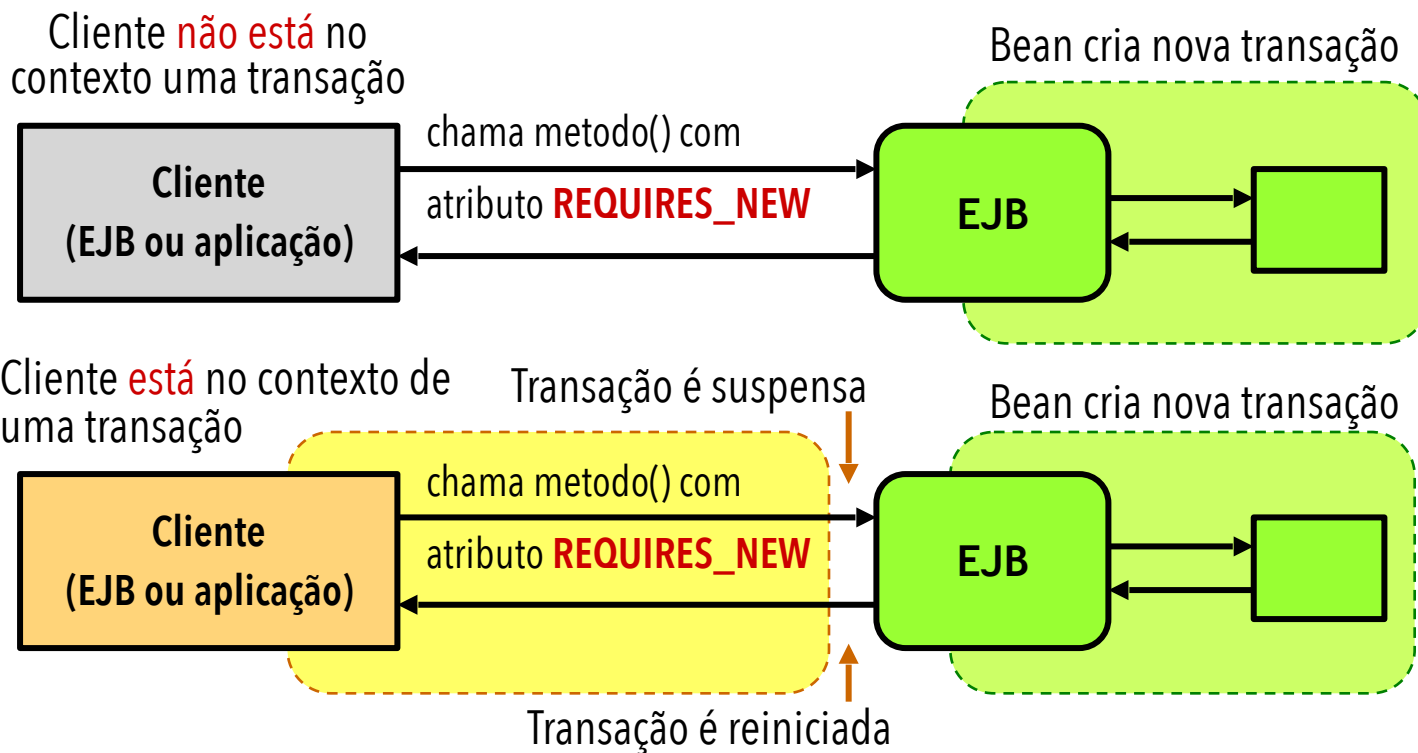 Cliente não está no
contexto uma transação
Bean cria nova transação
Cliente
(EJB ou aplicação)
chama metodo() com
atributo REQUIRES_NEW
EJB
Cliente está no contexto de
uma transação
Transação é suspensa
Bean cria nova transação
Cliente
(EJB ou aplicação)
chama metodo() com
atributo REQUIRES_NEW
EJB
Transação é reiniciada